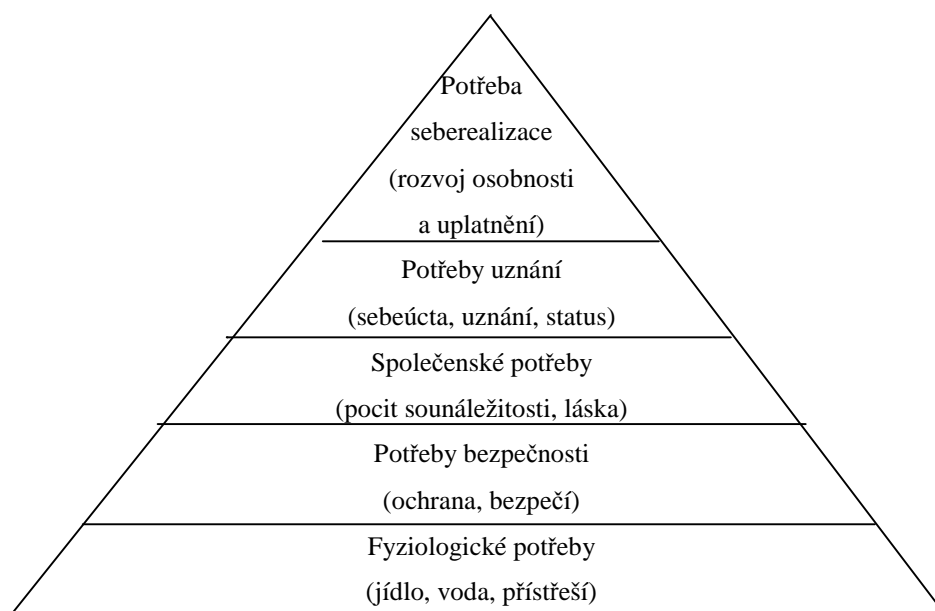 Potřeba
seberealizace
(rozvoj osobnosti
a uplatnění)
Potřeby uznání
(sebeúcta, uznání, status)
Společenské potřeby
(pocit sounáležitosti, láska)
Potřeby bezpečnosti
(ochrana, bezpečí)
Fyziologické potřeby
(jídlo, voda, přístřeší)